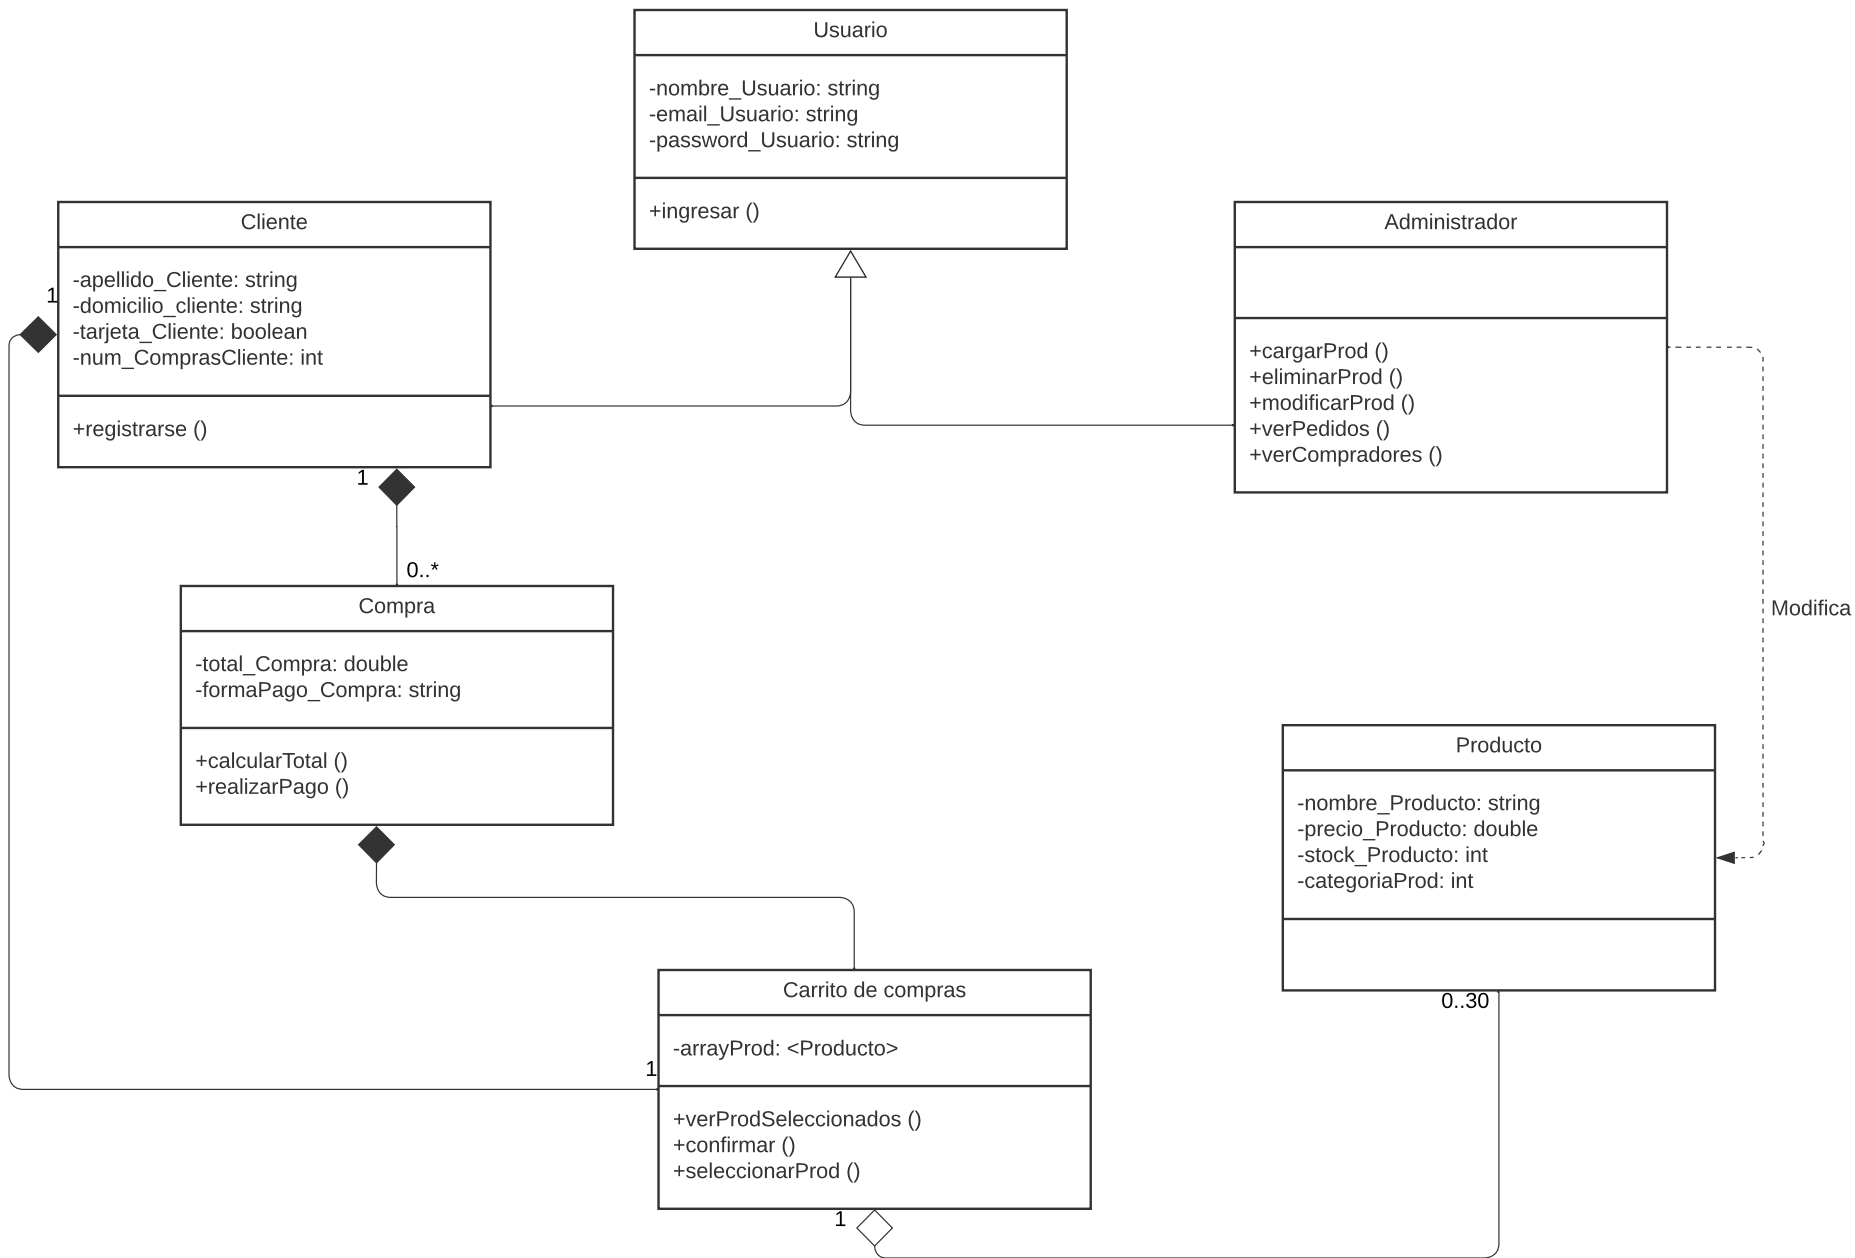 Usuario
-nombre_Usuario: string
-email_Usuario: string
-password_Usuario: string
+ingresar ()
Cliente
-apellido_Cliente: string
-domicilio_cliente: string
-tarjeta_Cliente: boolean
-num_ComprasCliente: int
+registrarse ()
1
1
0..*
Administrador
+cargarProd ()
+eliminarProd ()
+modificarProd ()
+verPedidos ()
+verCompradores ()
Modifica
Compra
-total_Compra: double
-formaPago_Compra: string
+calcularTotal ()
+realizarPago ()
Producto
-nombre_Producto: string
-precio_Producto: double
-stock_Producto: int
-categoriaProd: int
0..30
Carrito de compras
-arrayProd: <Producto>
+verProdSeleccionados ()
+confirmar ()
+seleccionarProd ()
1
1